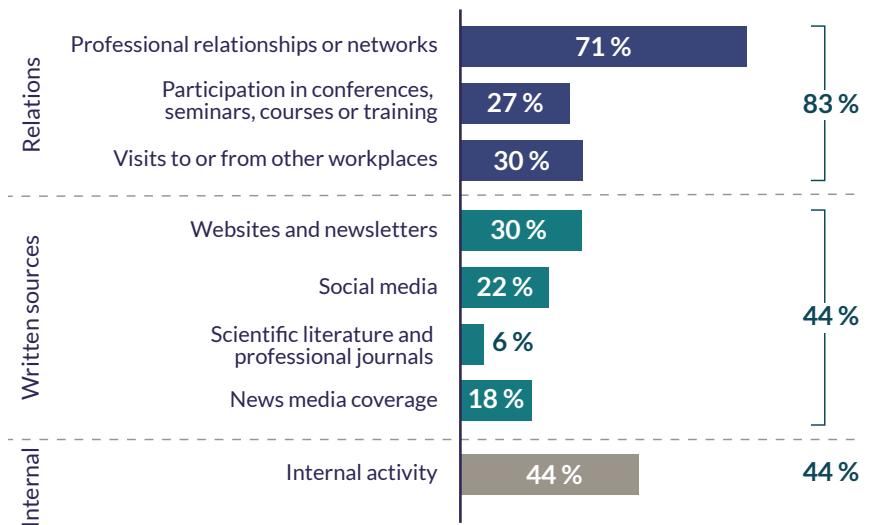 Relations
Professional relationships or networks
71 %
Participation in conferences,
seminars, courses or training
27 %
Visits to or from other workplaces
30 %
83 %
Written sources
Websites and newsletters
30 %
Social media
22 %
Scientific literature and
professional journals
6 %
News media coverage
18 %
44 %
Internal
Internal activity
44 %
44 %